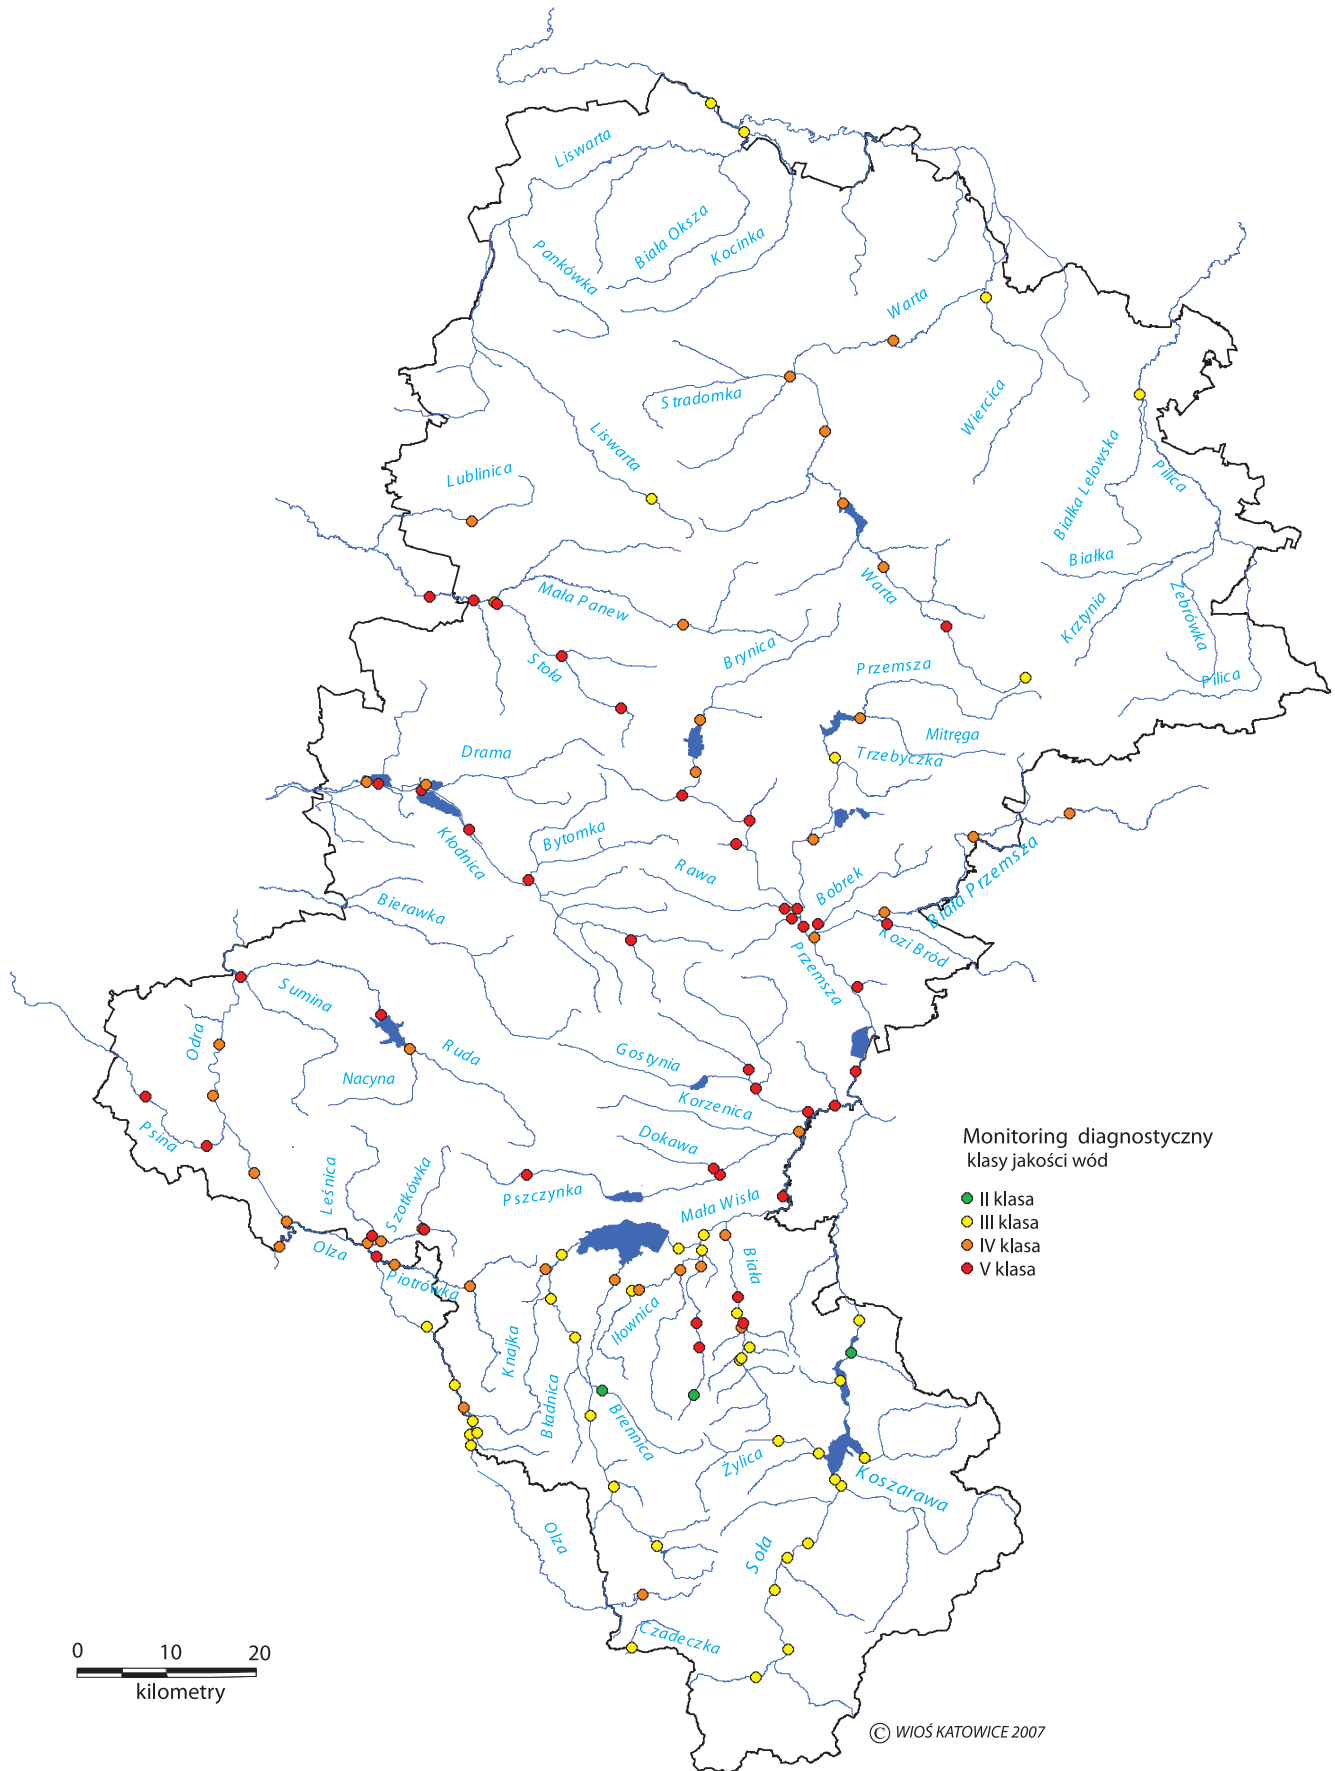 Liswarta
Biała Oksza
Kocinka
Pankówka
Warta
Stradomka
Wiercica
Liswarta
Białka Lelowska
Pilica
Lublinica
Białka
Warta
Mała Panew
Krztynia
Żebrówka
Brynica
Stoła
Przemsza
Pilica
Mitręga
Drama
Trzebyczka
Kłodnica
Bytomka
Rawa
Bobrek
Biała Przemsza
Bierawka
Kozi Bród
Przemsza
Sumina
Odra
Ruda
Gostynia
Nacyna
Korzenica
Psina
Dokawa
Leśnica
Szotkówka
Pszczynka
Mała Wisła
Olza
Piotrówka
Biała
Iłownica
Knajka
Bładnica
Brennica
Żylica
Koszarawa
Olza
Soła
Czadeczka
Monitoring diagnostyczny
klasy jakości wód
II klasa
III klasa
IV klasa
V klasa
0 10 20
kilometry
© WIOŚ KATOWICE 2007